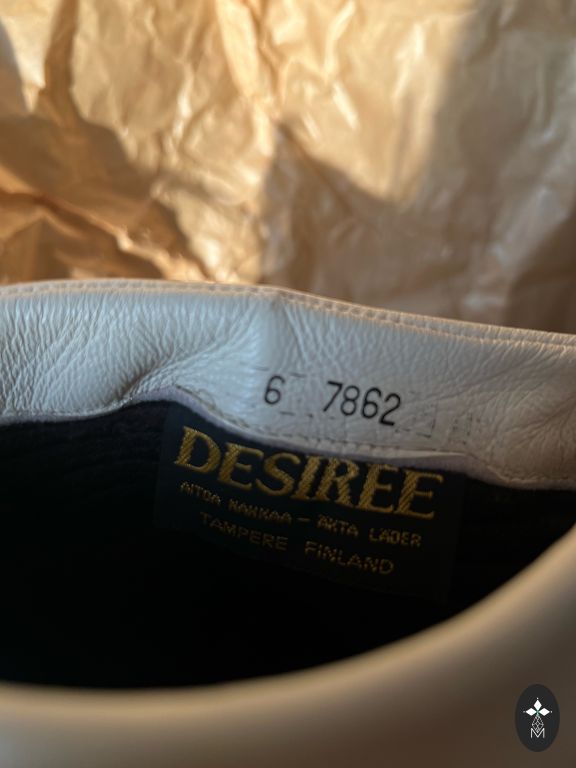 6 7862
DESIREE
AITOA NAHKAA - ÄKTA LÄDER
TAMPERE FINLAND
M